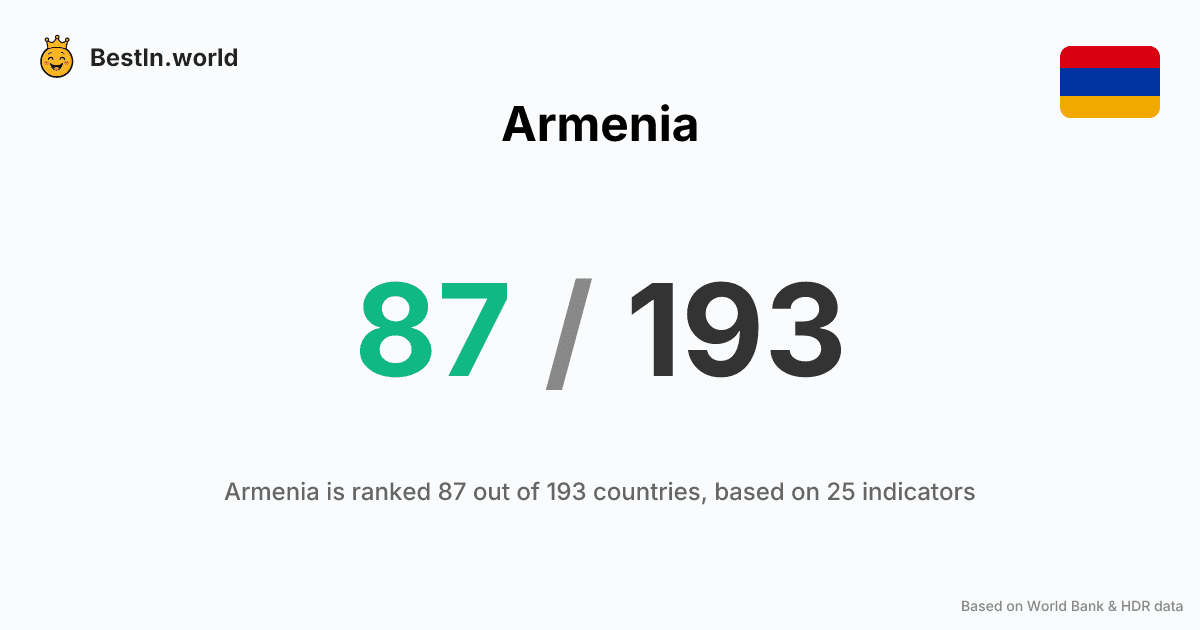 BestIn.world
Armenia
87 / 193
Armenia is ranked 87 out of 193 countries, based on 25 indicators
Based on World Bank & HDR data